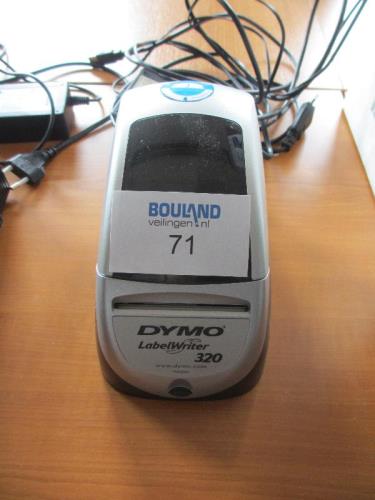 BOULAND
veilingen.nl
71
DYMO
LabelWriter
320
www.dymo.com